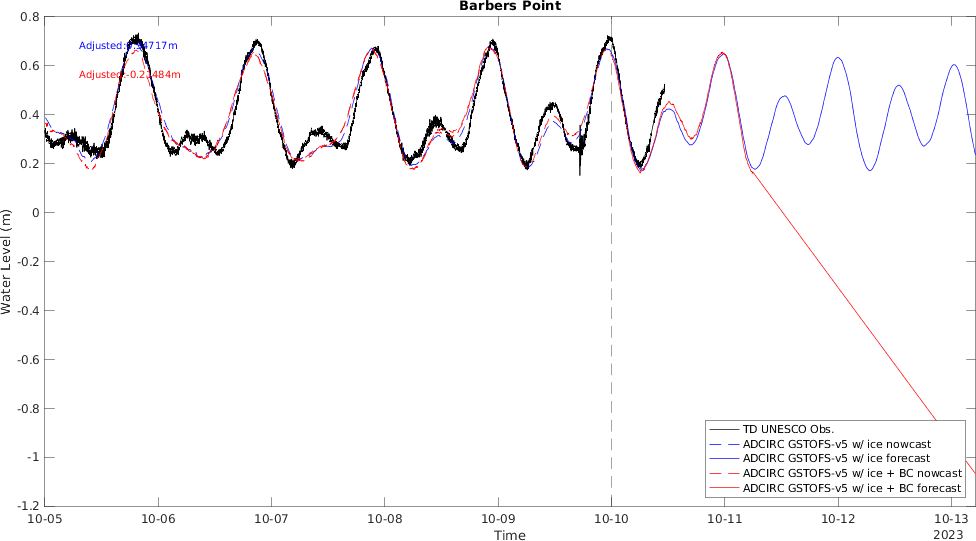 Barbers Point
0.8
0.6
0.4
0.2
0
-0.2
-0.4
-0.6
-0.8
-1
-1.2
Water Level (m)
Adjusted:
Adjusted:
TD UNESCO Obs.
ADCIRC GSTOFS-v5 w/ ice nowcast
ADCIRC GSTOFS-v5 w/ ice forecast
ADCIRC GSTOFS-v5 w/ ice + BC nowcast
ADCIRC GSTOFS-v5 w/ ice + BC forecast
10-05 10-06 10-07 10-08 10-09 10-10 10-11 10-12 10-13
Time
2023